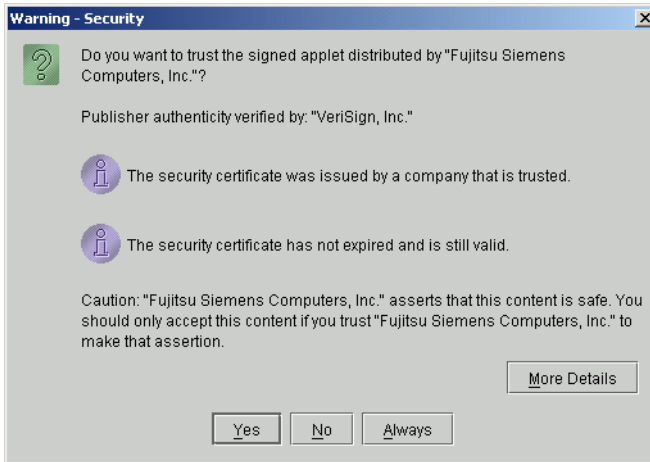 Warning - Security
Do you want to trust the signed applet distributed by "Fujitsu Siemens
Computers, Inc."?
Publisher authenticity verified by: "VeriSign, Inc."
The security certificate was issued by a company that is trusted.
The security certificate has not expired and is still valid.
Caution: "Fujitsu Siemens Computers, Inc." asserts that this content is safe. You
should only accept this content if you trust "Fujitsu Siemens Computers, Inc." to
make that assertion.
More Details
Yes No Always